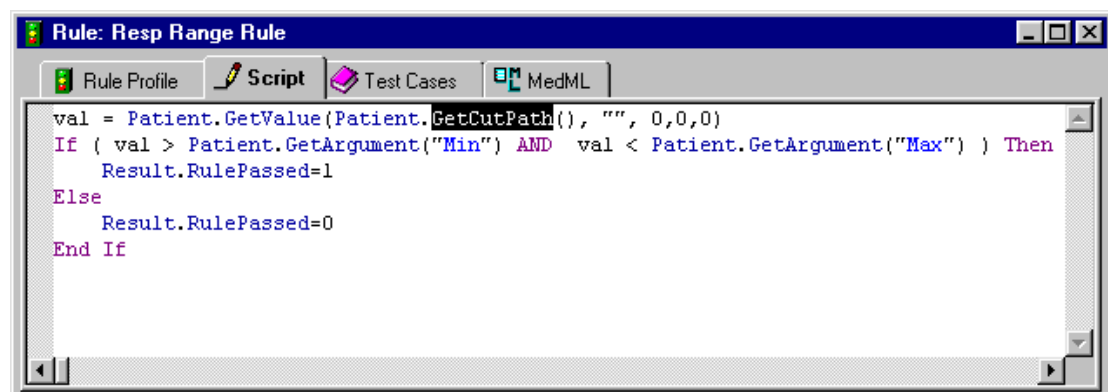 Rule: Resp Range Rule
Rule Profile Script Test Cases MedML
val = Patient.GetValue(Patient.GetCutPath(), "", 0,0,0)
If ( val > Patient.GetArgument("Min") AND  val < Patient.GetArgument("Max") ) Then
    Result.RulePassed=1
Else
    Result.RulePassed=0
End If